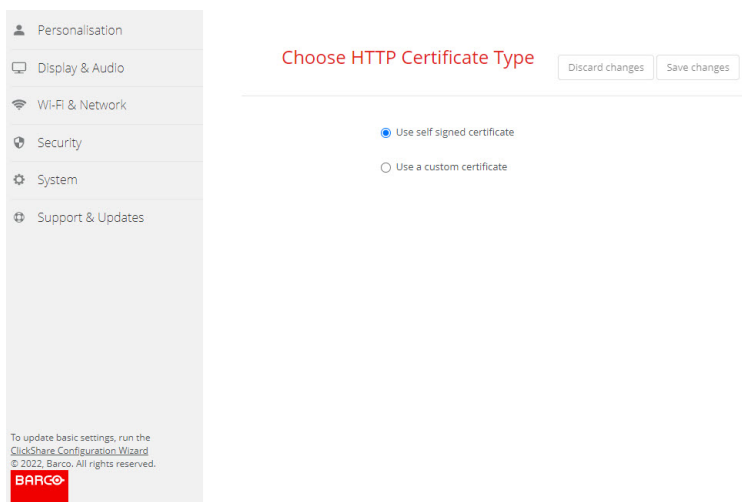 Personalisation
Display & Audio
Wi-Fi & Network
Security
System
Support & Updates
To update basic settings, run the
ClickShare Configuration Wizard
© 2022, Barco. All rights reserved.
BARCO
Choose HTTP Certificate Type
Discard changes
Save changes
Use self signed certificate
Use a custom certificate